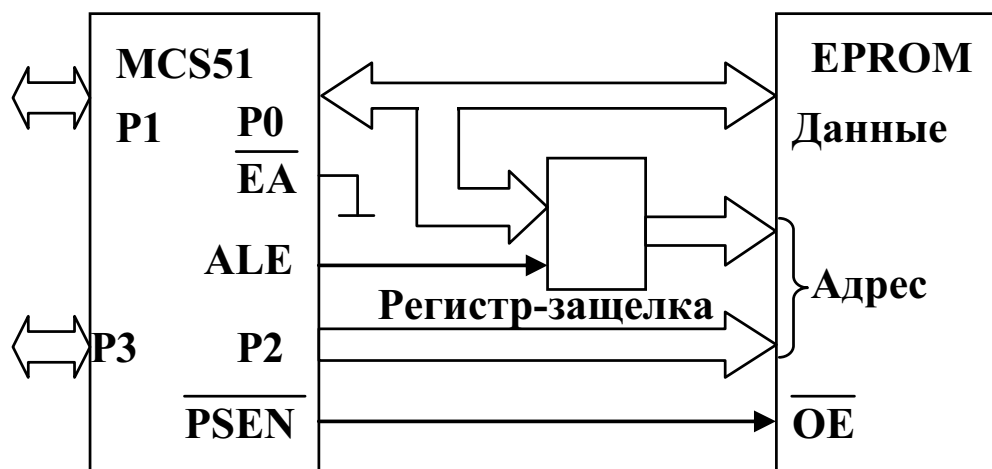 MCS51
EPROM
P1
P0
Данные
EA
ALE
Адрес
Регистр-защелка
P3
P2
PSEN
OE